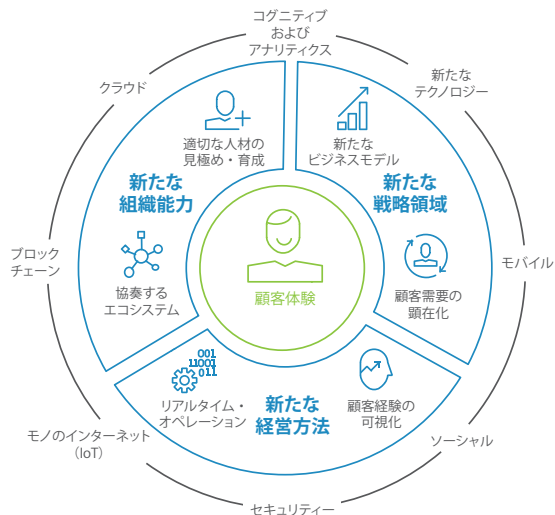 コグニティブ
および
アナリティクス
新たな
テクノロジー
クラウド
適切な人材の
見極め・育成
新たな
ビジネスモデル
新たな
組織能力
新たな
戦略領域
ブロック
チェーン
モバイル
協奏する
エコシステム
顧客体験
顧客需要の
顕在化
001
11001
011
リアルタイム・
オペレーション
新たな
経営方法
顧客経験の
可視化
モノのインターネット
（IoT）
ソーシャル
セキュリティー